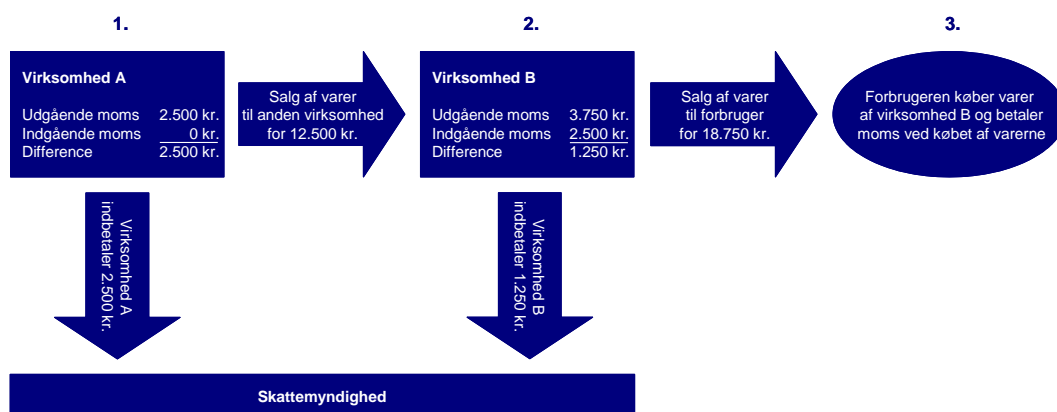 1.
2.
3.
Virksomhed A
Udgående moms 2.500 kr.
Indgående moms 0 kr.
Difference 2.500 kr.
Salg af varer
til anden virksomhed
for 12.500 kr.
Virksomhed B
Udgående moms 3.750 kr.
Indgående moms 2.500 kr.
Difference 1.250 kr.
Salg af varer
til forbruger
for 18.750 kr.
Forbrugeren køber varer
af virksomhed B og betaler
moms ved købet af varerne
Virksomhed A
indbetaler 2.500 kr.
Virksomhed B
indbetaler 1.250 kr.
Skattemyndighed